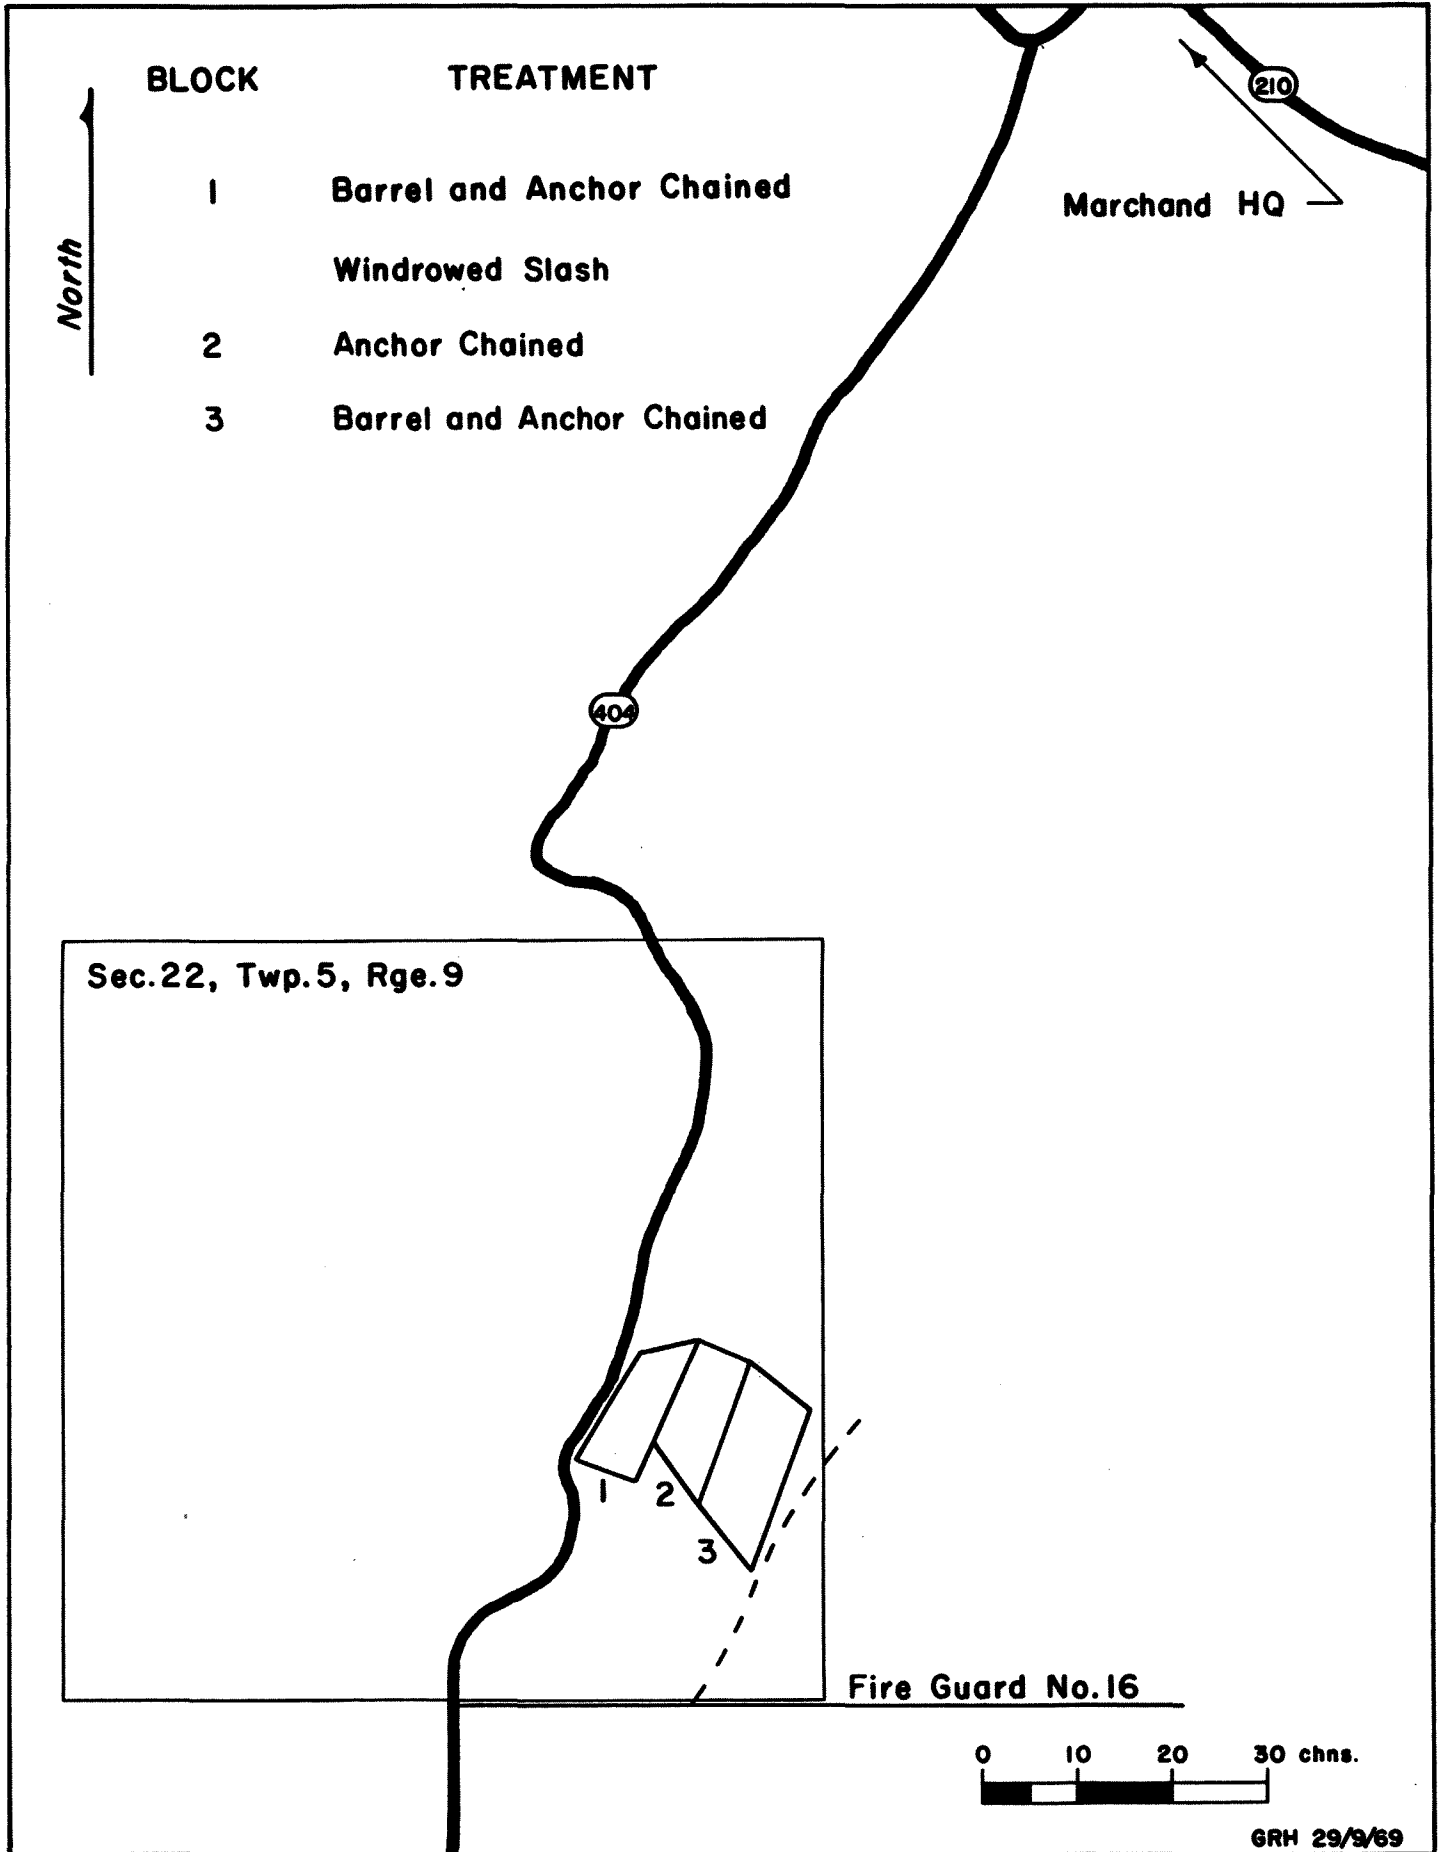 BLOCK TREATMENT
1 Barrel and Anchor Chained
Windrowed Slash
2 Anchor Chained
3 Barrel and Anchor Chained
North
210
Marchand HQ
404
Sec.22, Twp.5, Rge.9
1
2
3
Fire Guard No.16
0 10 20 30 chns.
GRH 29/9/69